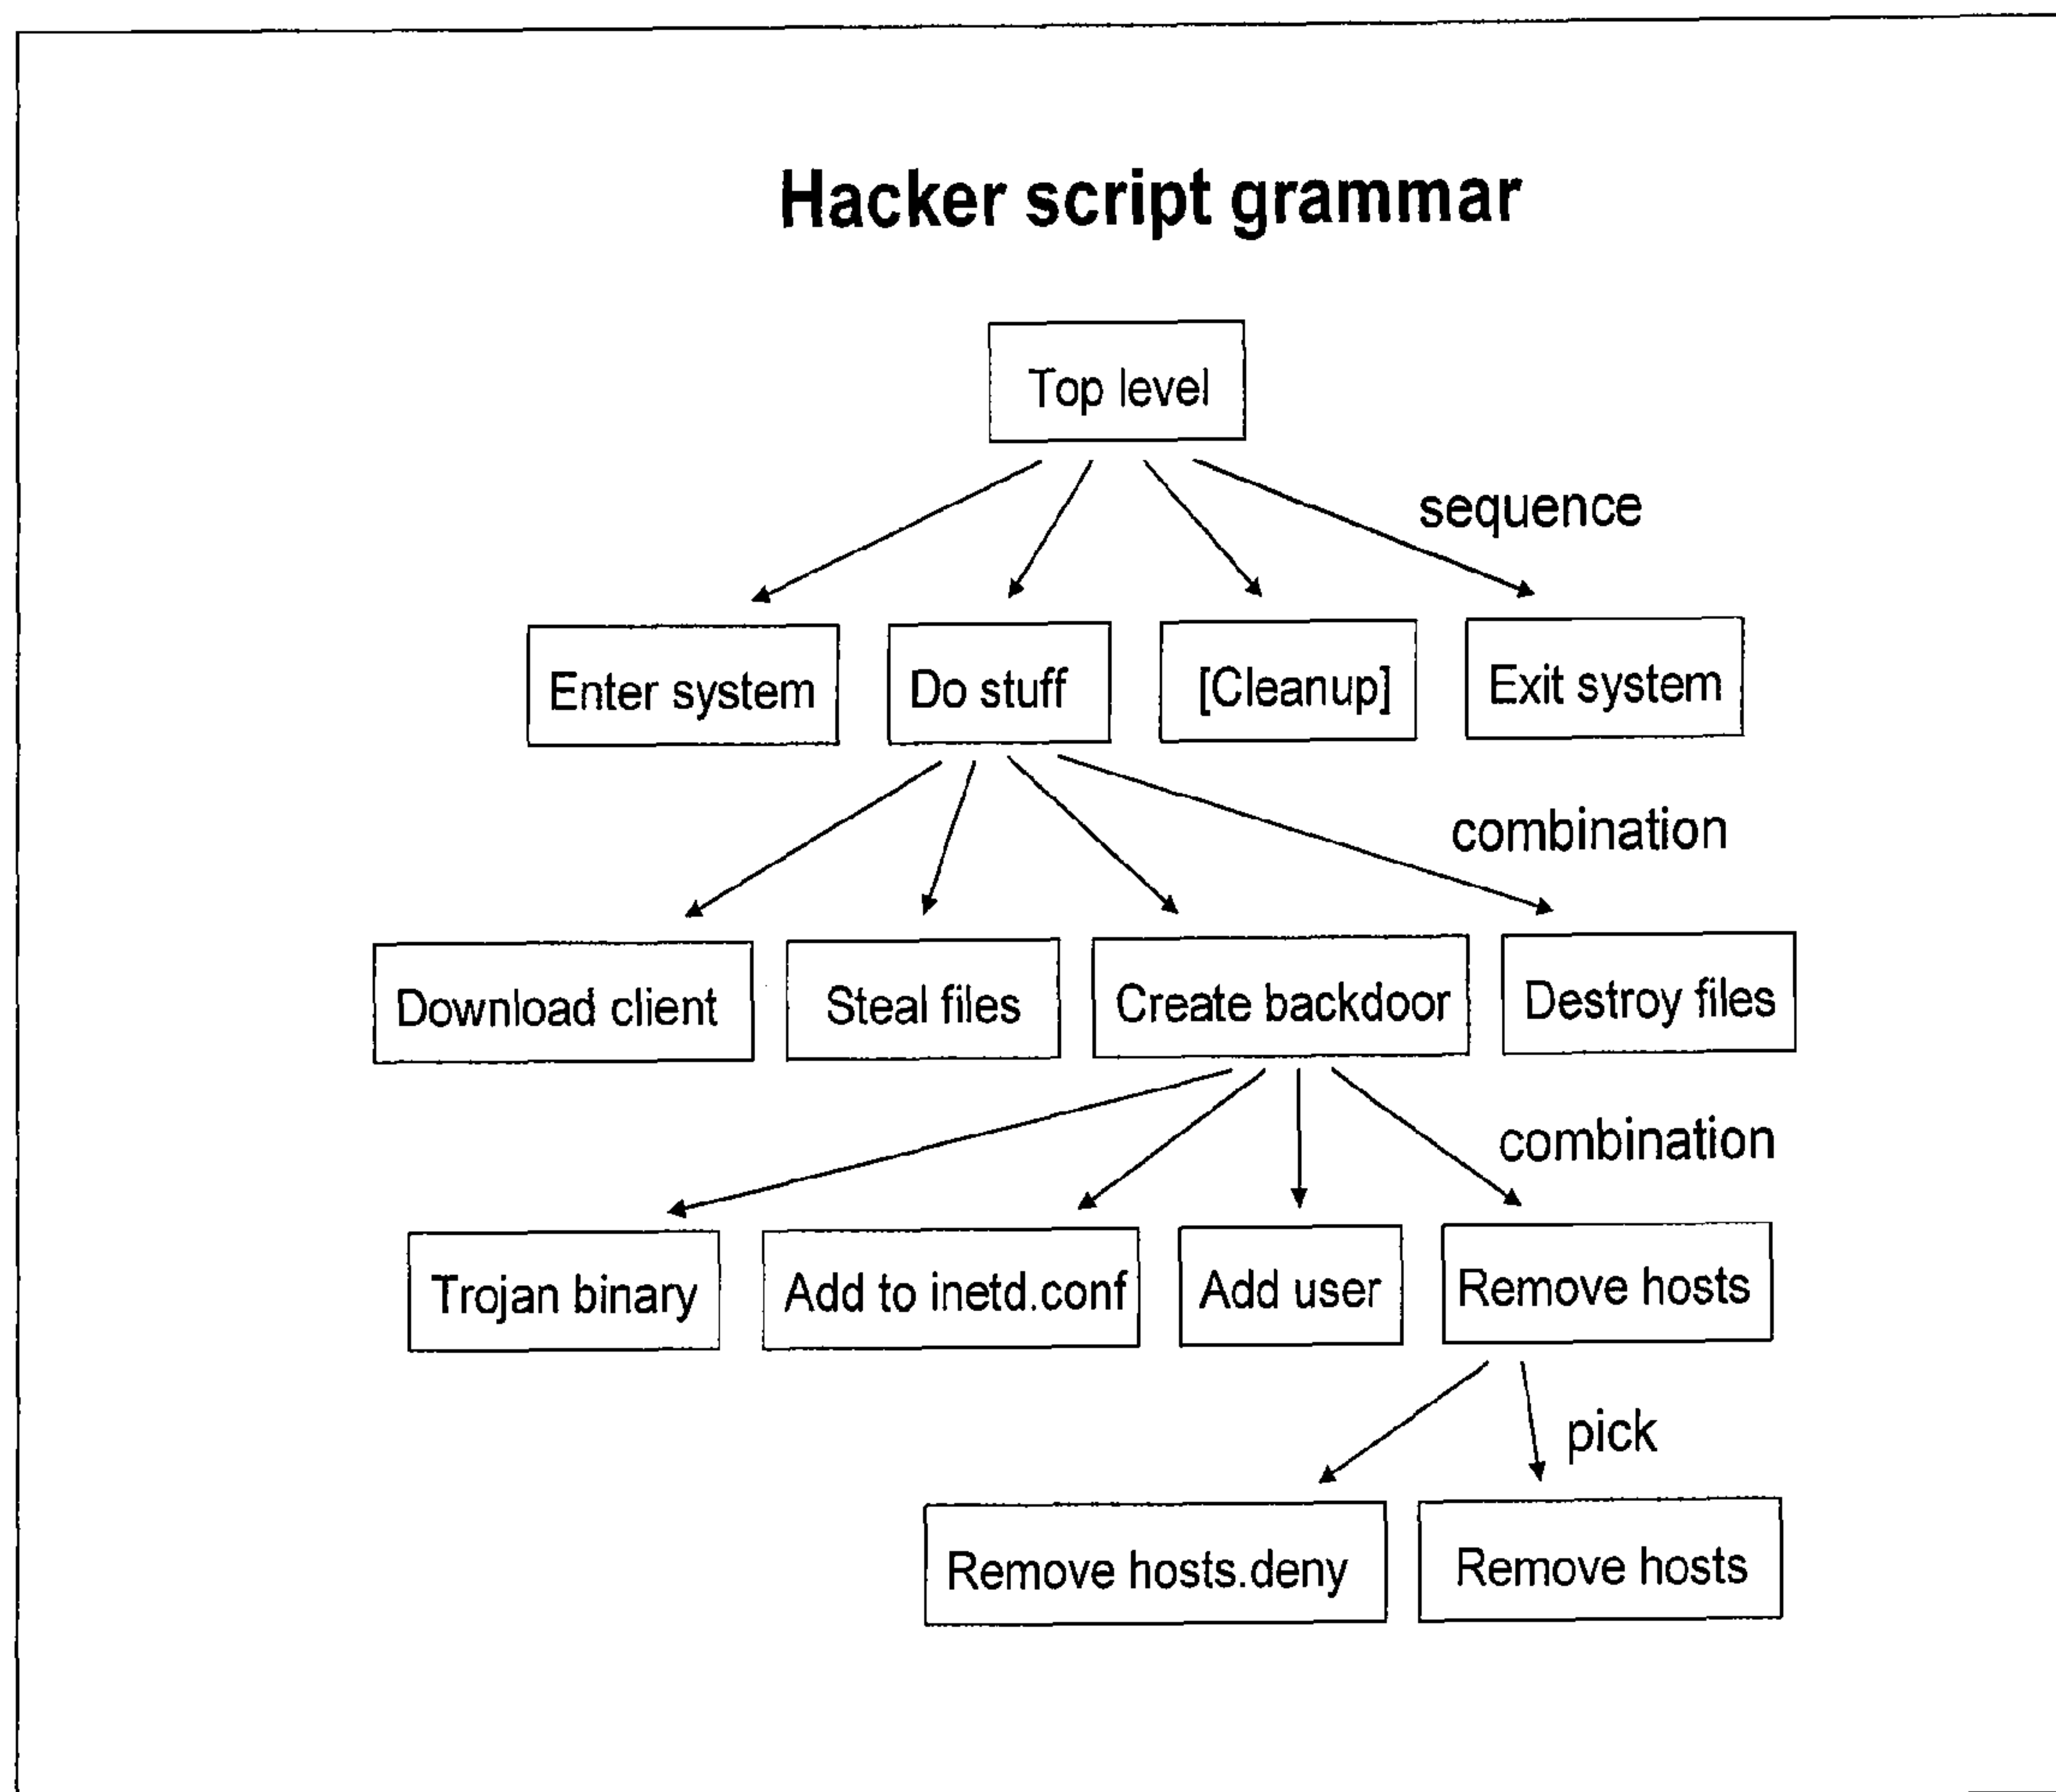 Hacker script grammar
Top level
sequence
Enter system
Do stuff
[Cleanup]
Exit system
combination
Download client
Steal files
Create backdoor
Destroy files
combination
Trojan binary
Add to inetd.conf
Add user
Remove hosts
pick
Remove hosts.deny
Remove hosts